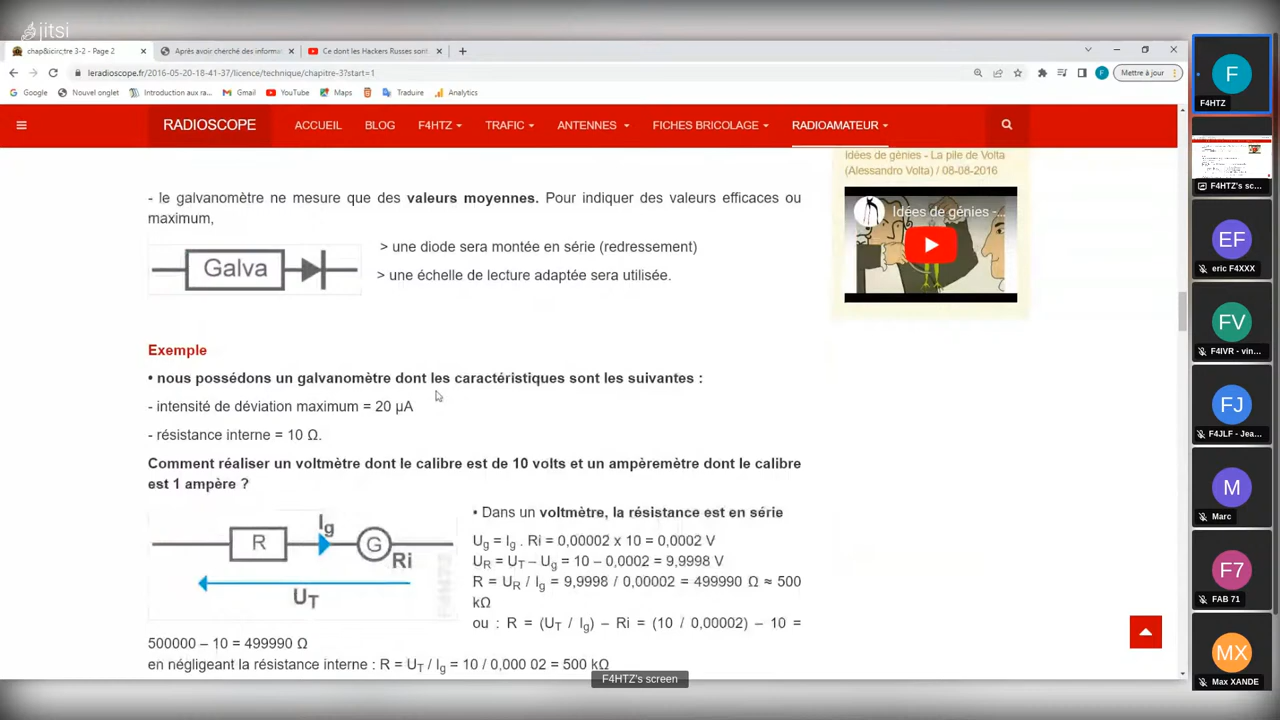 jitsi
chap&icirc;tre 3-2 - Page 2
Après avoir cherché des informat
Ce dont les Hackers Russes sont
leradioscope.fr/2016-05-20-18-41-37/licence/technique/chapitre-3?start=1
F
Mettre à jour
Google
Nouvel onglet
Introduction aux ra...
Gmail
YouTube
Maps
Traduire
Analytics
RADIOSCOPE
ACCUEIL
BLOG
F4HTZ
TRAFIC
ANTENNES
FICHES BRICOLAGE
RADIOAMATEUR
Idées de génies - La pile de Volta
(Alessandro Volta) / 08-08-2016
Idées de génies -...
- le galvanomètre ne mesure que des valeurs moyennes. Pour indiquer des valeurs efficaces ou
maximum,
Galva
> une diode sera montée en série (redressement)
> une échelle de lecture adaptée sera utilisée.
Exemple
• nous possédons un galvanomètre dont les caractéristiques sont les suivantes :
- intensité de déviation maximum = 20 µA
- résistance interne = 10 Ω.
Comment réaliser un voltmètre dont le calibre est de 10 volts et un ampèremètre dont le calibre
est 1 ampère ?
R
Ig
G
Ri
UT
• Dans un voltmètre, la résistance est en série
Ug = Ig . Ri = 0,00002 x 10 = 0,0002 V
UR = UT – Ug = 10 – 0,0002 = 9,9998 V
R = UR / Ig = 9,9998 / 0,00002 = 499990 Ω ≈ 500
kΩ
ou : R = (UT / Ig) – Ri = (10 / 0,00002) – 10 =
500000 – 10 = 499990 Ω
en négligeant la résistance interne : R = UT / Ig = 10 / 0,000 02 = 500 kΩ
F4HTZ's screen
F
F4HTZ
F4HTZ's sc...
EF
eric F4XXX
FV
F4IVR - vin...
FJ
F4JLF - Jea...
M
Marc
F7
FAB 71
MX
Max XANDE